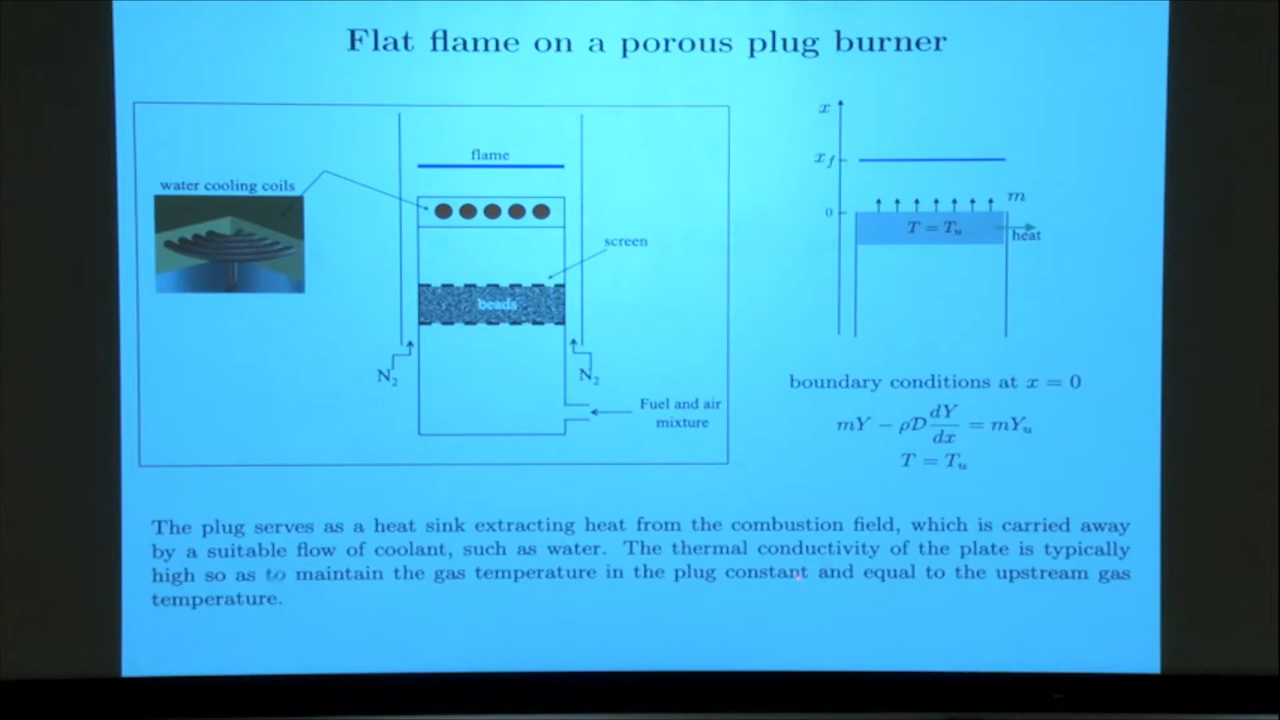 Flat flame on a porous plug burner
flame
water cooling coils
screen
beads
N₂
N₂
Fuel and air
mixture
x
x_f
0
m
T = Tᵤ
heat
boundary conditions at x = 0
mY − ρD dY/dx = mYᵤ
T = Tᵤ
The plug serves as a heat sink extracting heat from the combustion field, which is carried away
by a suitable flow of coolant, such as water. The thermal conductivity of the plate is typically
high so as to maintain the gas temperature in the plug constant and equal to the upstream gas
temperature.